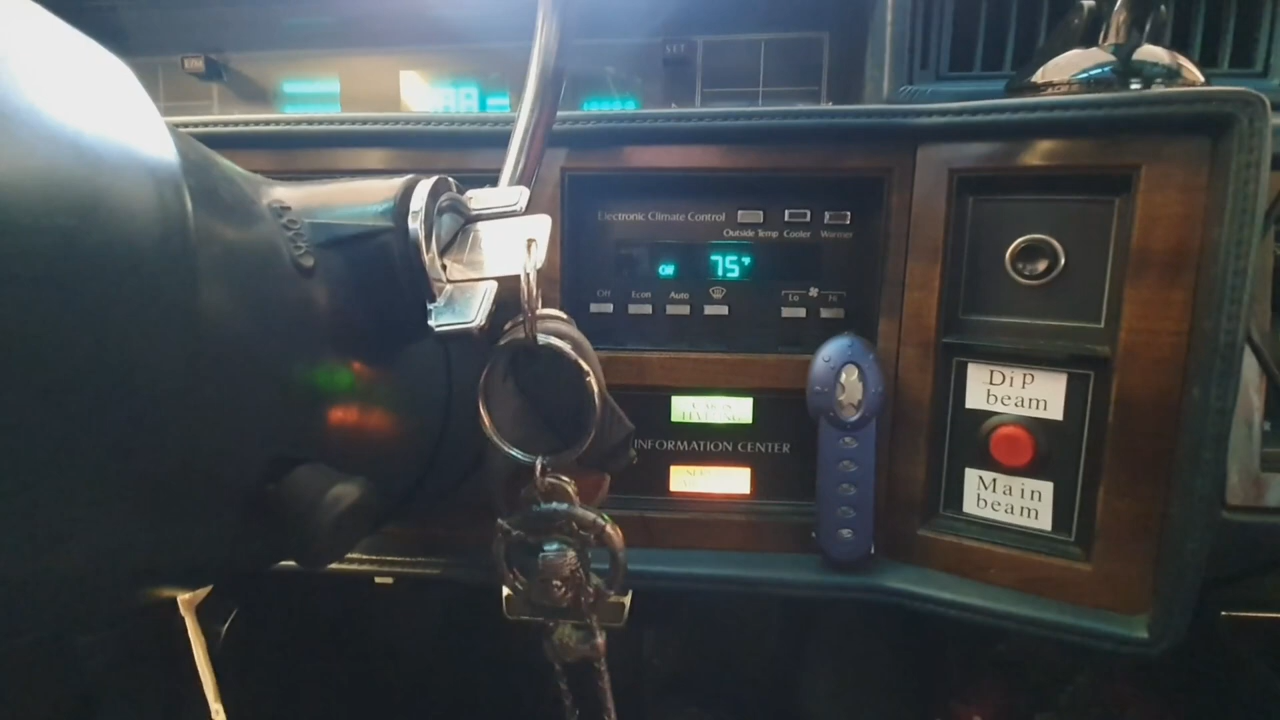 SET
Electronic Climate Control
Outside Temp Cooler Warmer
Off 75°F
Off Econ Auto
Lo Hi
INFORMATION CENTER
Dip
beam
Main
beam